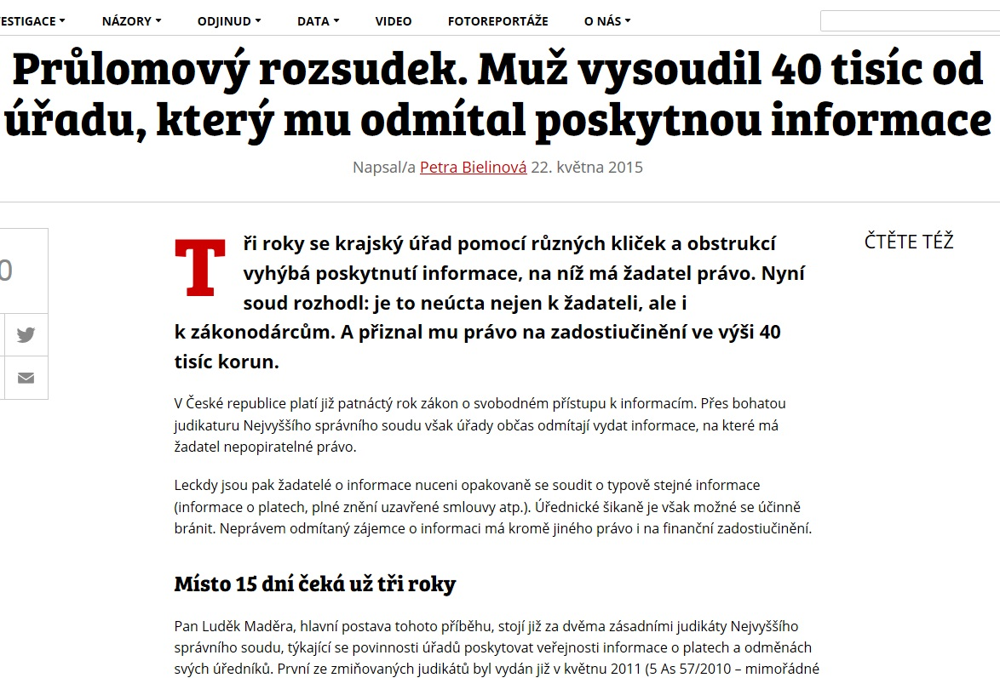 ESTIGACE NÁZORY ODJINUD DATA VIDEO FOTOREPORTÁŽE O NÁS
Průlomový rozsudek. Muž vysoudil 40 tisíc od
úřadu, který mu odmítal poskytnou informace
Napsal/a Petra Bielinová 22. května 2015
0
ČTĚTE TÉŽ
Tři roky se krajský úřad pomocí různých kliček a obstrukcí
vyhýbá poskytnutí informace, na níž má žadatel právo. Nyní
soud rozhodl: je to neúcta nejen k žadateli, ale i
k zákonodárcům. A přiznal mu právo na zadostiučinění ve výši 40
tisíc korun.
V České republice platí již patnáctý rok zákon o svobodném přístupu k informacím. Přes bohatou
judikaturu Nejvyššího správního soudu však úřady občas odmítají vydat informace, na které má
žadatel nepopiratelné právo.
Leckdy jsou pak žadatelé o informace nuceni opakovaně se soudit o typově stejné informace
(informace o platech, plné znění uzavřené smlouvy atp.). Úřednické šikaně je však možné se účinně
bránit. Neprávem odmítaný zájemce o informaci má kromě jiného právo i na finanční zadostiučinění.
Místo 15 dní čeká už tři roky
Pan Luděk Maděra, hlavní postava tohoto příběhu, stojí již za dvěma zásadními judikáty Nejvyššího
správního soudu, týkající se povinnosti úřadů poskytovat veřejnosti informace o platech a odměnách
svých úředníků. První ze zmiňovaných judikátů byl vydán již v květnu 2011 (5 As 57/2010 – mimořádné